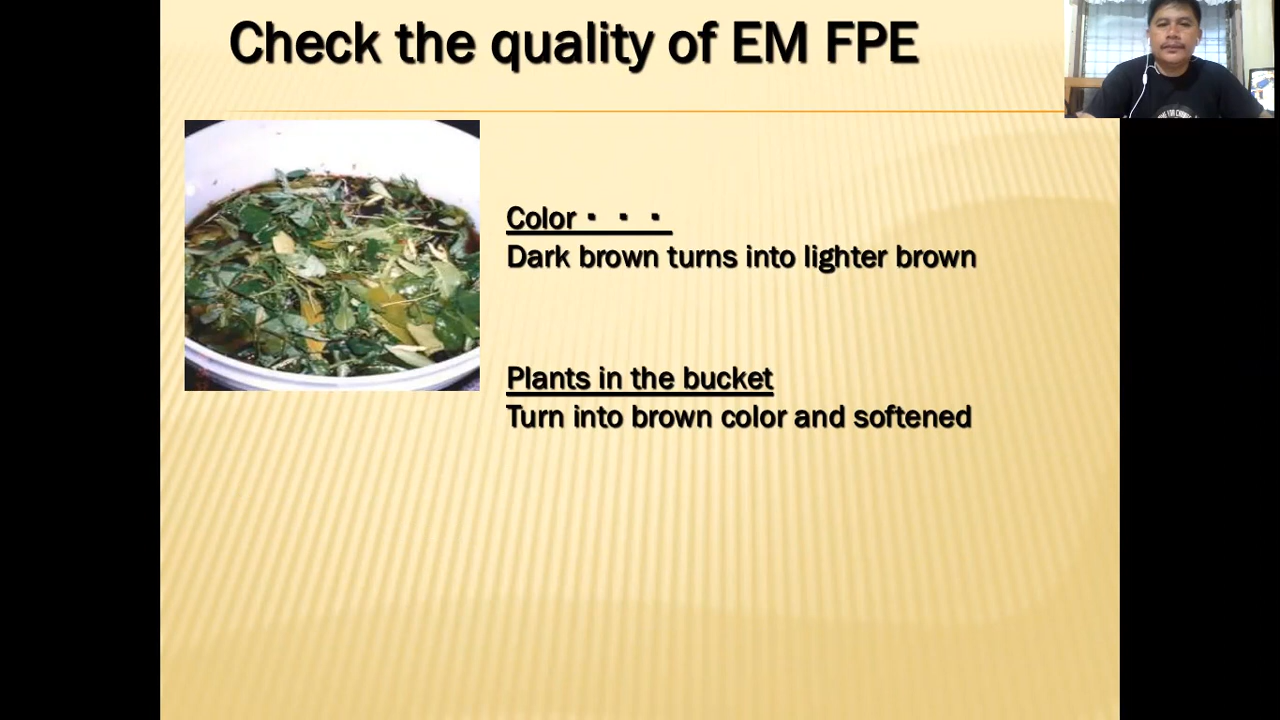 Check the quality of EM FPE
Color・・・
Dark brown turns into lighter brown
Plants in the bucket
Turn into brown color and softened